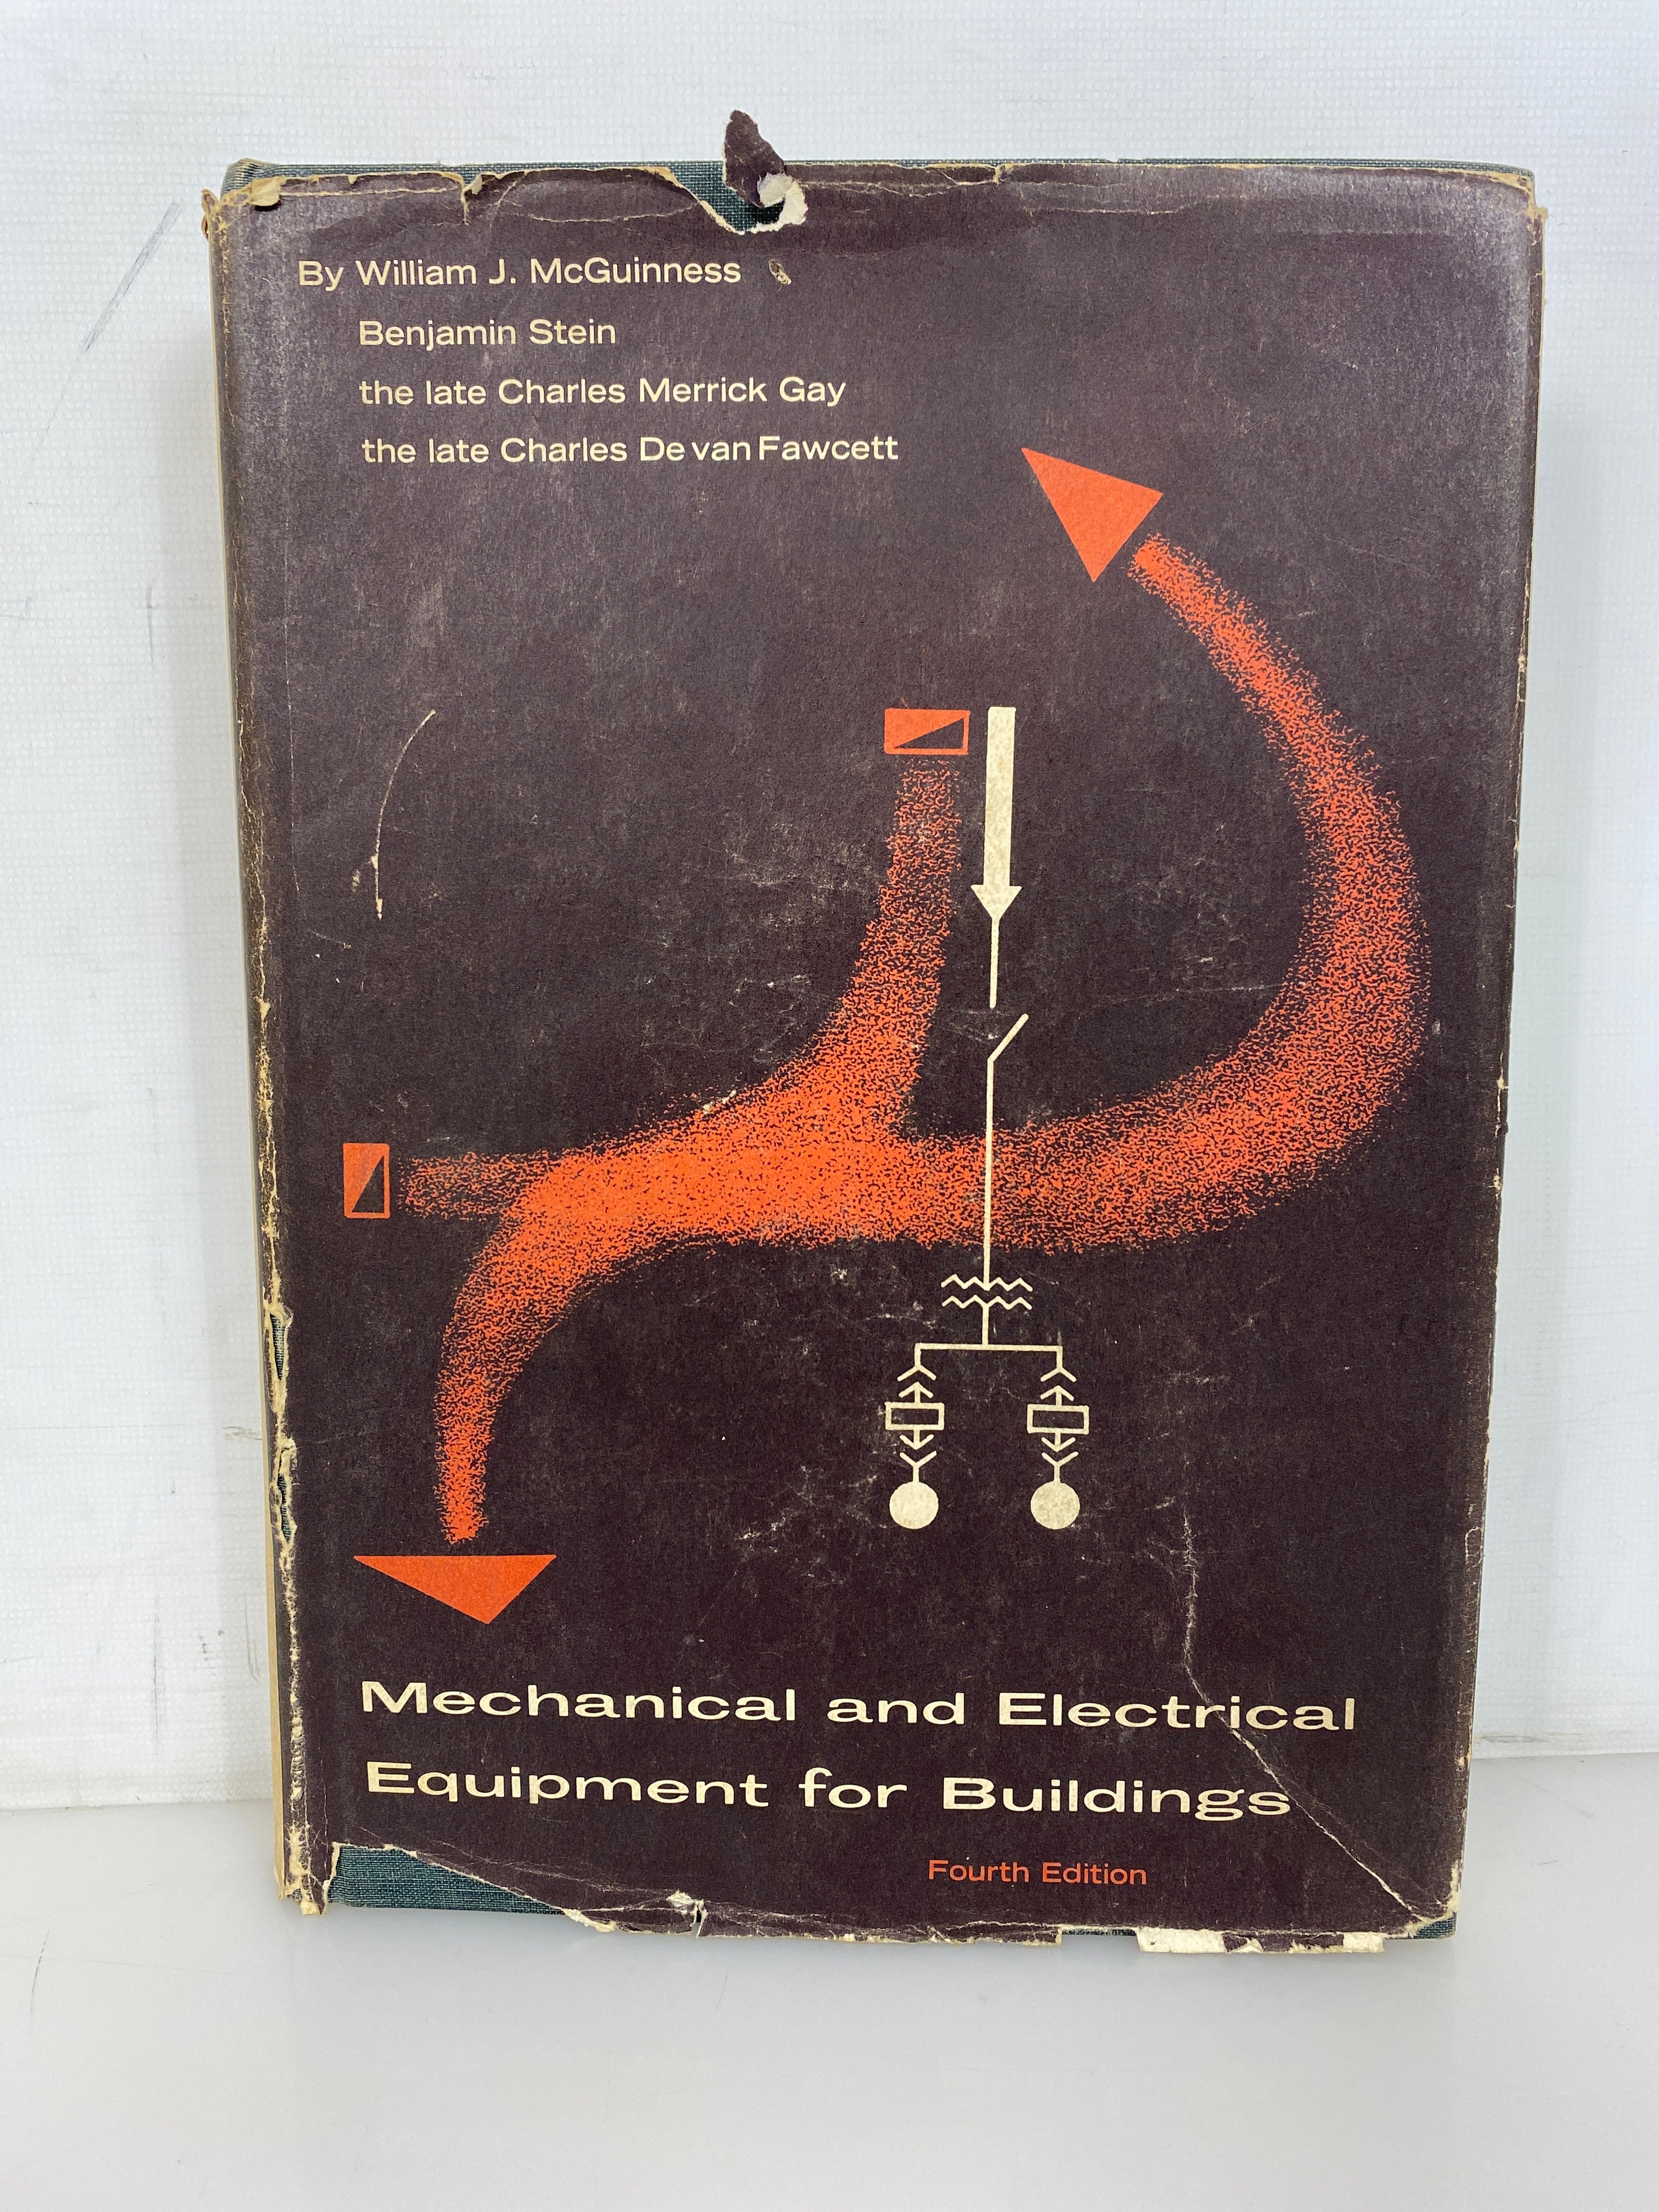 By William J. McGuinness
Benjamin Stein
the late Charles Merrick Gay
the late Charles De van Fawcett
Mechanical and Electrical
Equipment for Buildings
Fourth Edition